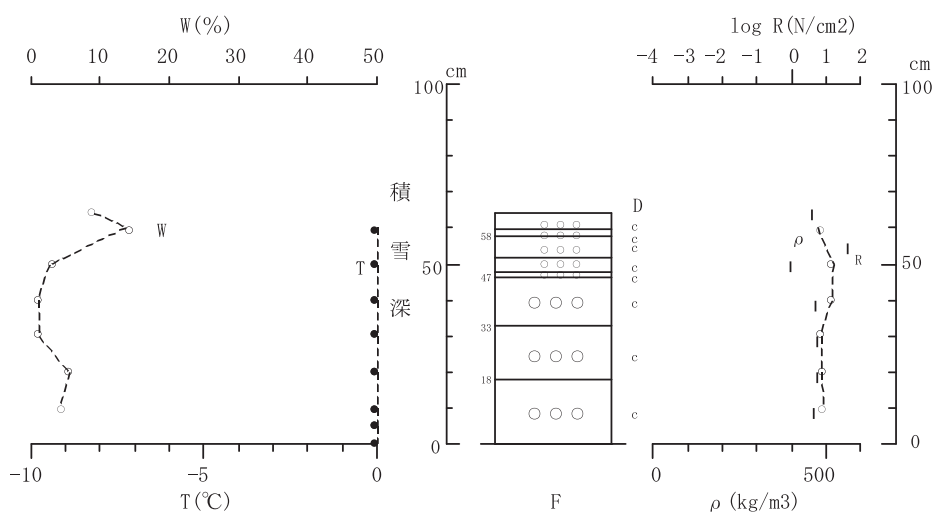 W(%)
0 10 20 30 40 50
cm
100
log R(N/cm2)
-4 -3 -2 -1 0 1 2
cm
100
積
雪
深
W
T
50
D
c
58
c
c
c
47
c
c
33
c
18
c
ρ
R
50
0
0
-10 -5 0
T(℃)
F
0 500
ρ (kg/m3)